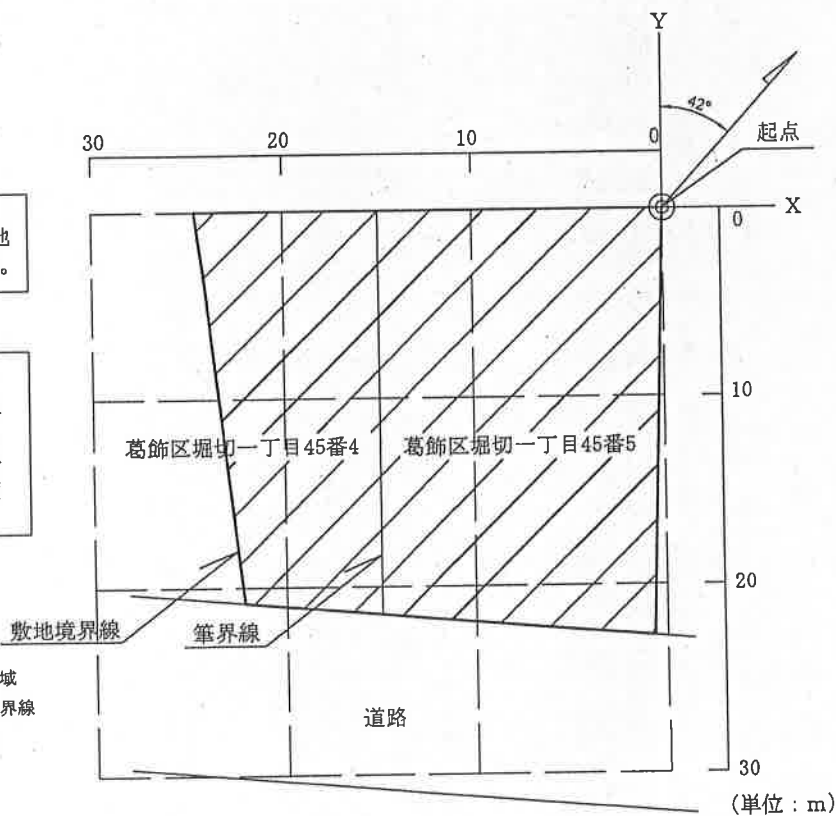 Y
42°
30
20
10
0
起点
X
0
地
。
10
葛飾区堀切一丁目45番4
葛飾区堀切一丁目45番5
20
敷地境界線
筆界線
域
界線
道路
30
(単位：m)